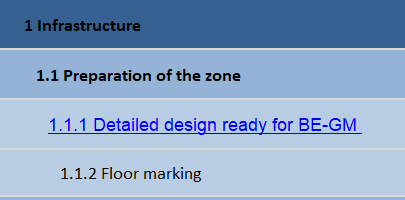 1 Infrastructure
1.1 Preparation of the zone
1.1.1 Detailed design ready for BE-GM
1.1.2 Floor marking